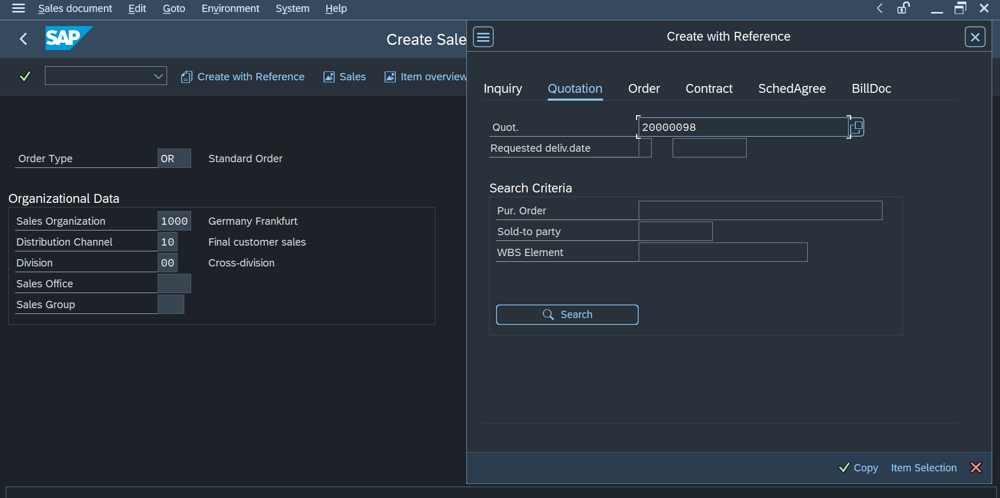 Sales document Edit Goto Environment System Help
SAP
Create Sale
Create with Reference Sales Item overview
Order Type OR Standard Order
Organizational Data
Sales Organization 1000 Germany Frankfurt
Distribution Channel 10 Final customer sales
Division 00 Cross-division
Sales Office
Sales Group
Create with Reference
Inquiry Quotation Order Contract SchedAgree BillDoc
Quot. 20000098
Requested deliv.date
Search Criteria
Pur. Order
Sold-to party
WBS Element
Search
Copy Item Selection